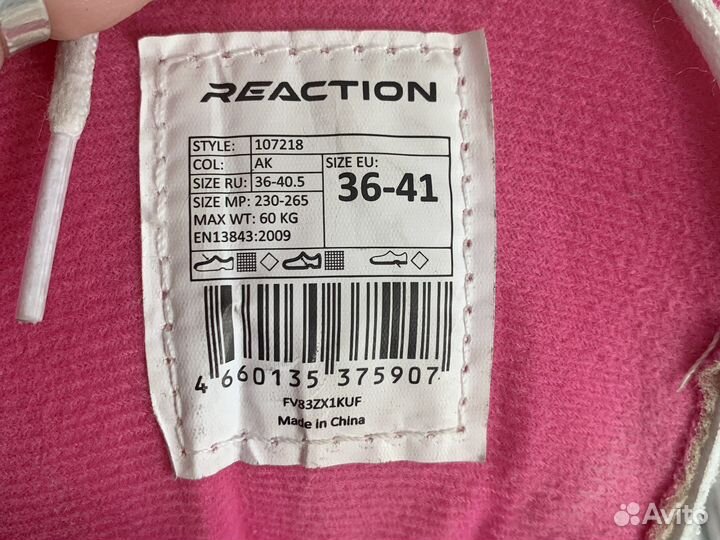 REACTION
STYLE: 107218
COL: AK
SIZE RU: 36-40.5
SIZE MP: 230-265
MAX WT: 60 KG
EN13843:2009
SIZE EU:
36-41
4 660135 375907
FV83ZX1KUF
Made in China
Avito